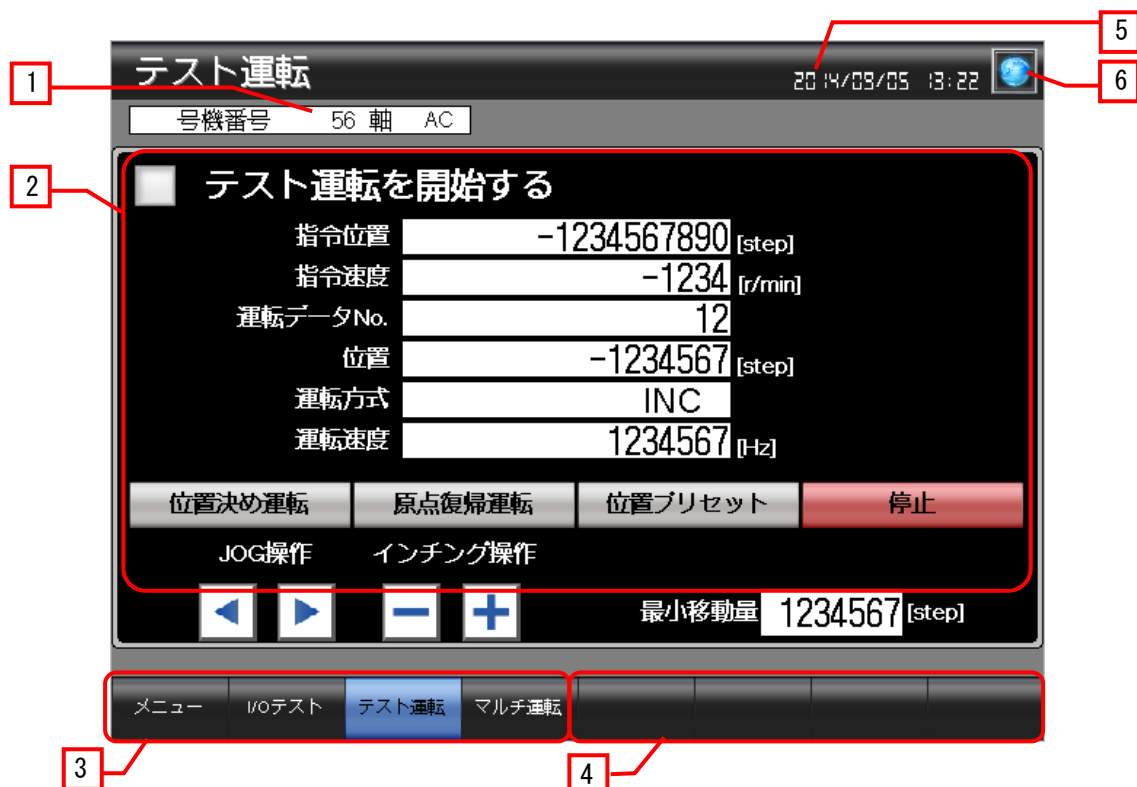 5
テスト運転
2014/09/05 13:22
6
1
号機番号 56 軸 AC
2
テスト運転を開始する
指令位置 -1234567890 [step]
指令速度 -1234 [r/min]
運転データNo. 12
位置 -1234567 [step]
運転方式 INC
運転速度 1234567 [Hz]
位置決め運転 原点復帰運転 位置プリセット 停止
JOG操作 インチング操作
最小移動量 1234567 [step]
メニュー I/Oテスト テスト運転 マルチ運転
3
4